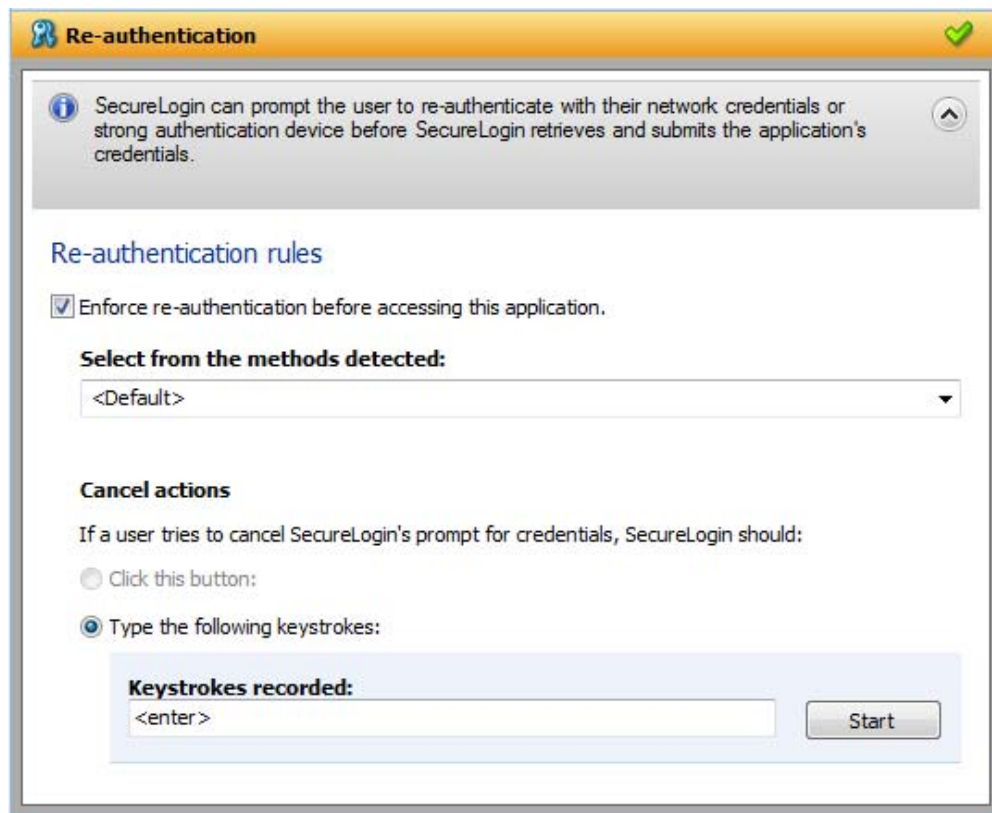 Re-authentication
SecureLogin can prompt the user to re-authenticate with their network credentials or
strong authentication device before SecureLogin retrieves and submits the application's
credentials.
Re-authentication rules
Enforce re-authentication before accessing this application.
Select from the methods detected:
<Default>
Cancel actions
If a user tries to cancel SecureLogin's prompt for credentials, SecureLogin should:
Click this button:
Type the following keystrokes:
Keystrokes recorded:
<enter>
Start